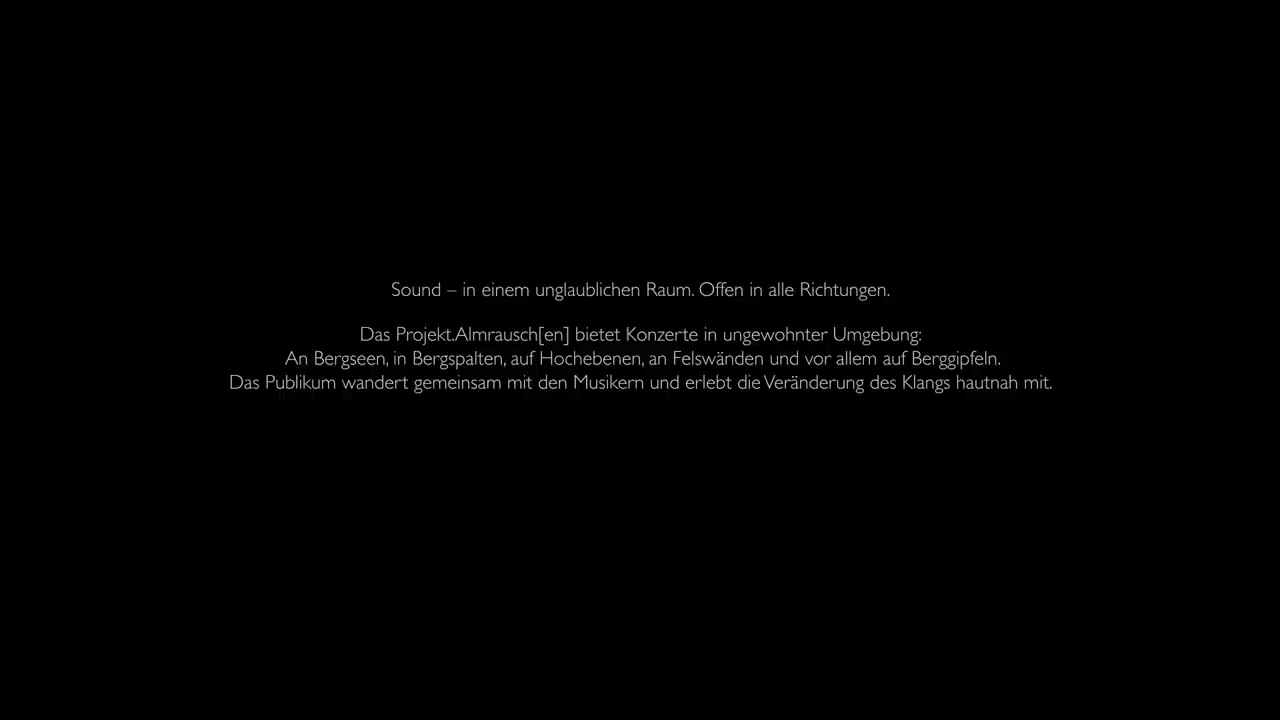 Sound – in einem unglaublichen Raum. Offen in alle Richtungen.
Das Projekt.Almrausch[en] bietet Konzerte in ungewohnter Umgebung:
An Bergseen, in Bergspalten, auf Hochebenen, an Felswänden und vor allem auf Berggipfeln.
Das Publikum wandert gemeinsam mit den Musikern und erlebt die Veränderung des Klangs hautnah mit.